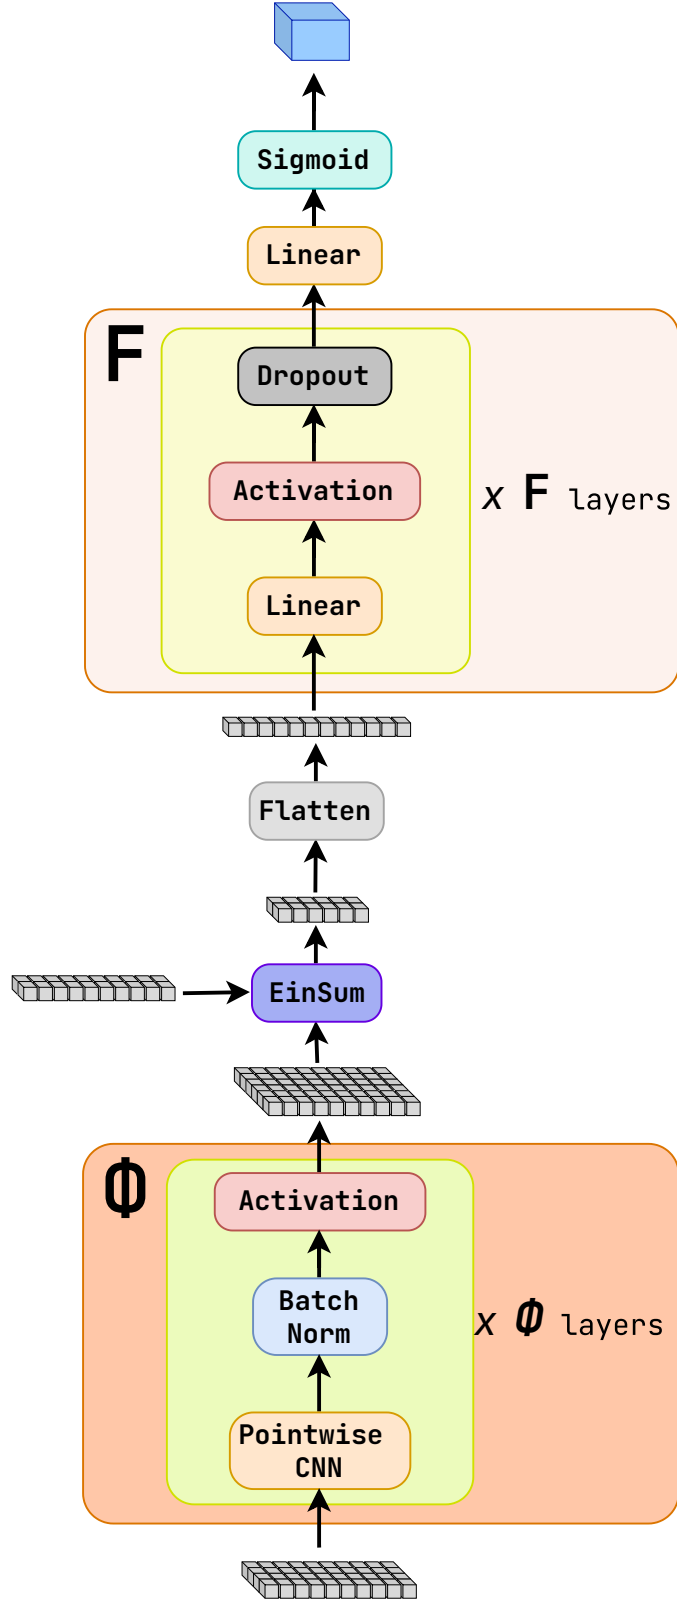 Sigmoid
Linear
F
Dropout
Activation
x F layers
Linear
Flatten
EinSum
Φ
Activation
Batch
Norm
x Φ layers
Pointwise
CNN